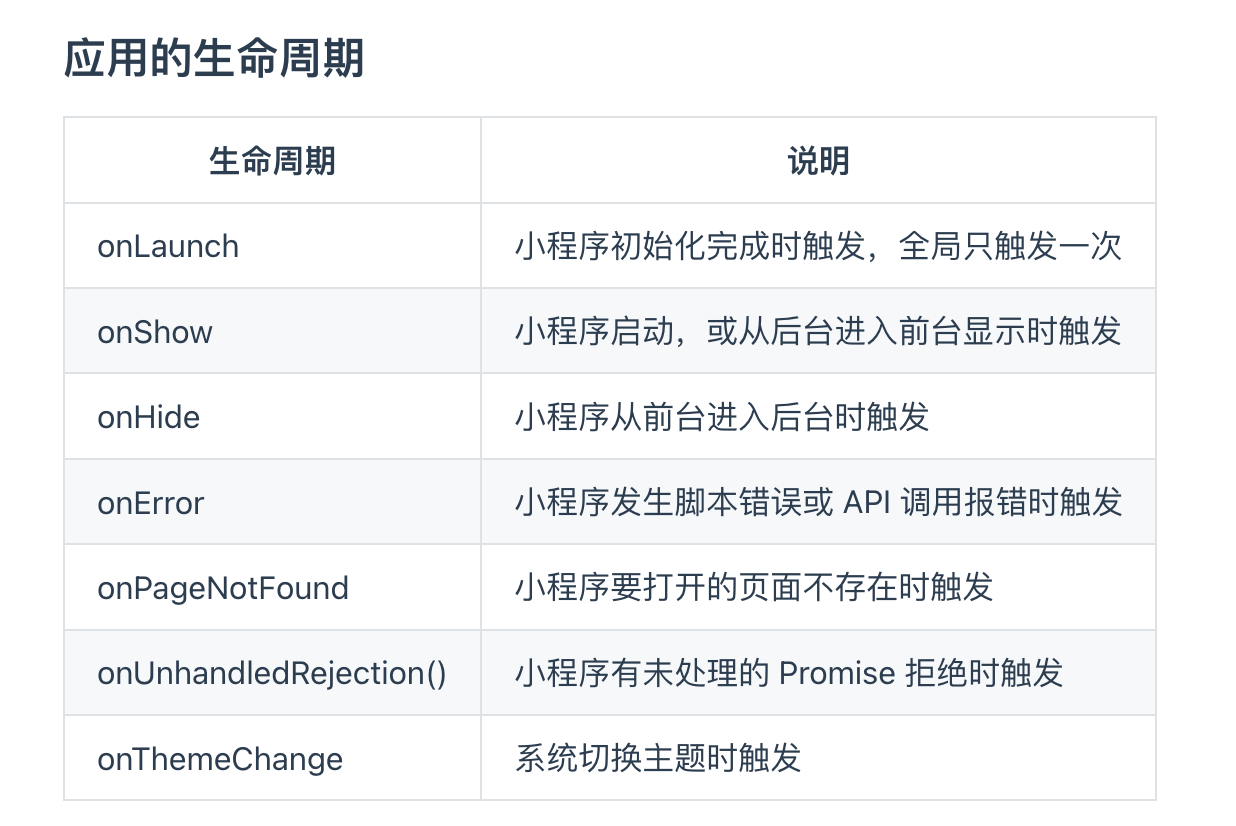 应用的生命周期
生命周期 说明
onLaunch 小程序初始化完成时触发，全局只触发一次
onShow 小程序启动，或从后台进入前台显示时触发
onHide 小程序从前台进入后台时触发
onError 小程序发生脚本错误或 API 调用报错时触发
onPageNotFound 小程序要打开的页面不存在时触发
onUnhandledRejection() 小程序有未处理的 Promise 拒绝时触发
onThemeChange 系统切换主题时触发